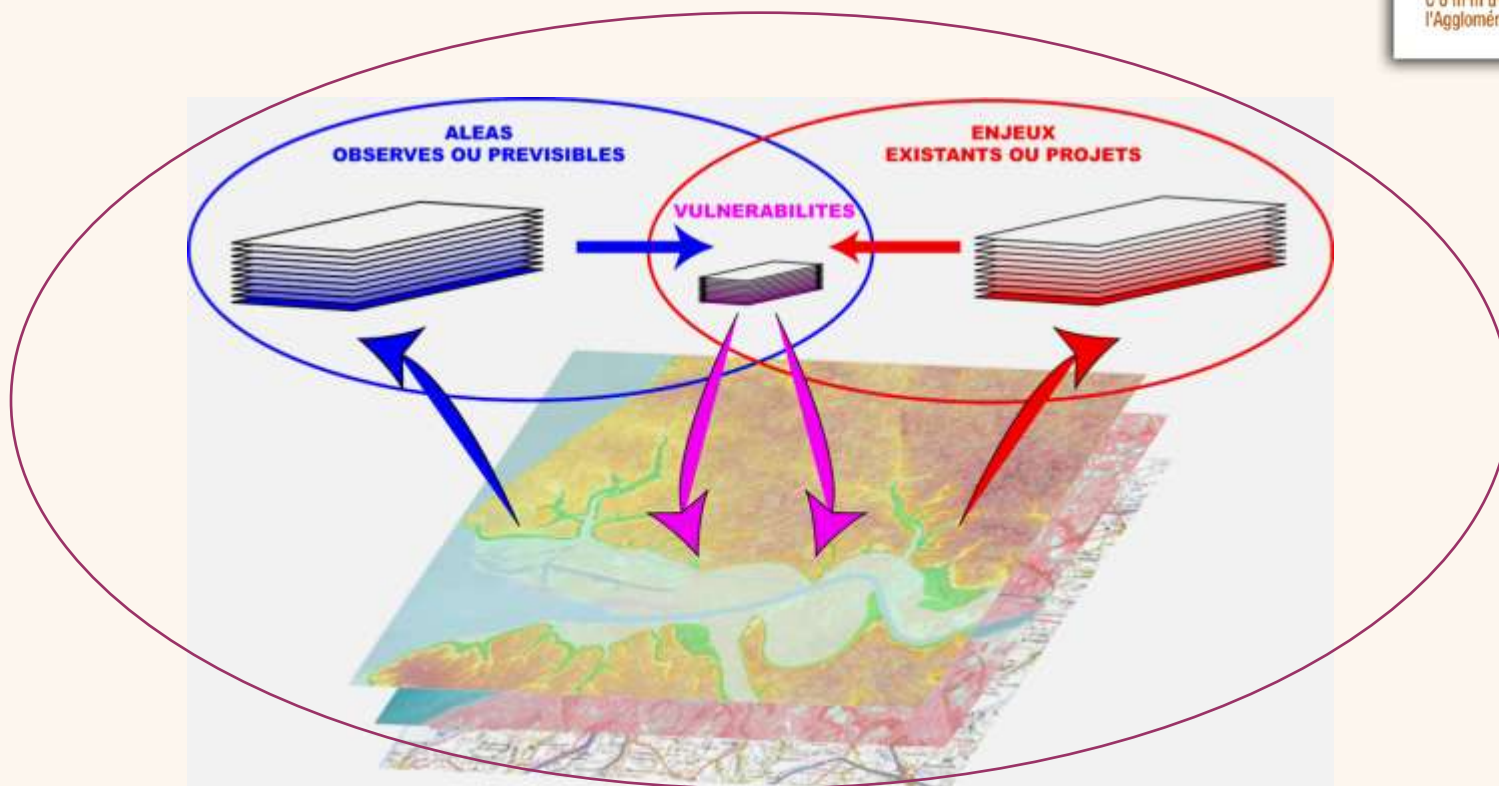 l'Agglomér
ALEAS
OBSERVES OU PREVISIBLES
ENJEUX
EXISTANTS OU PROJETS
VULNERABILITES